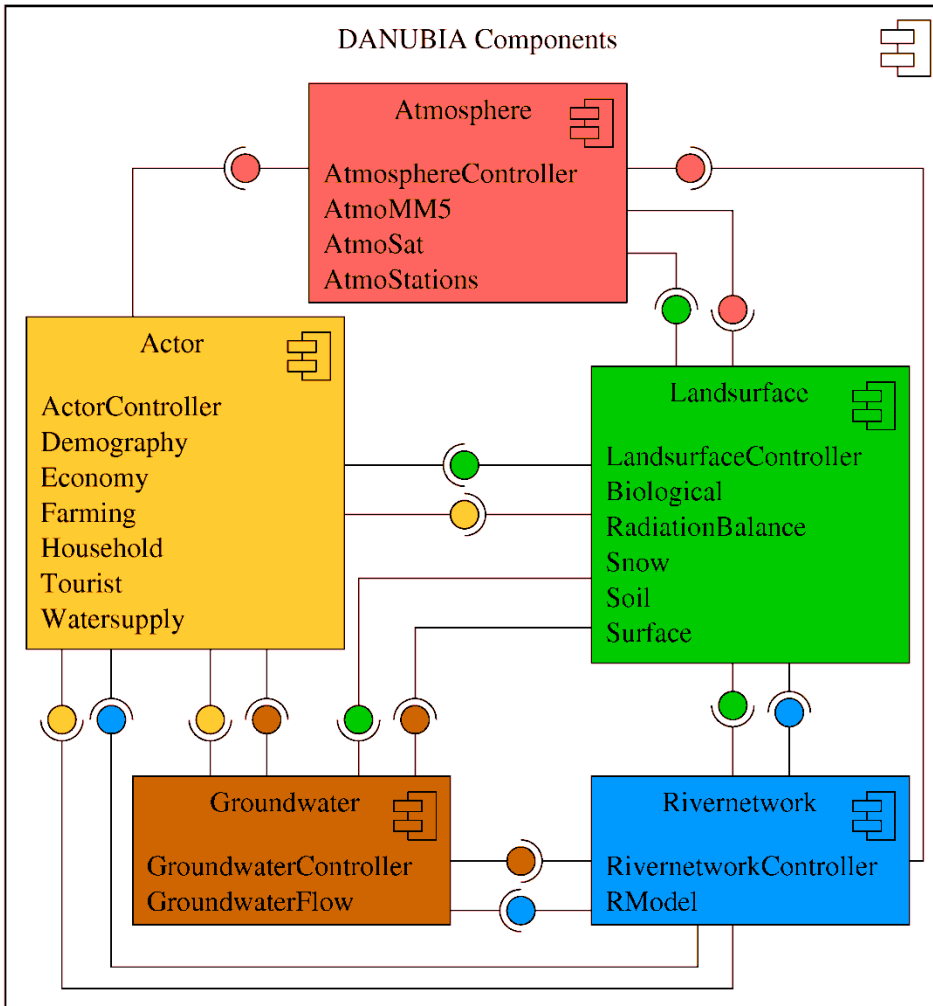 DANUBIA Components
Atmosphere
AtmosphereController
AtmoMM5
AtmoSat
AtmoStations
Actor
ActorController
Demography
Economy
Farming
Household
Tourist
Watersupply
Landsurface
LandsurfaceController
Biological
RadiationBalance
Snow
Soil
Surface
Groundwater
GroundwaterController
GroundwaterFlow
Rivernetwork
RivernetworkController
RModel